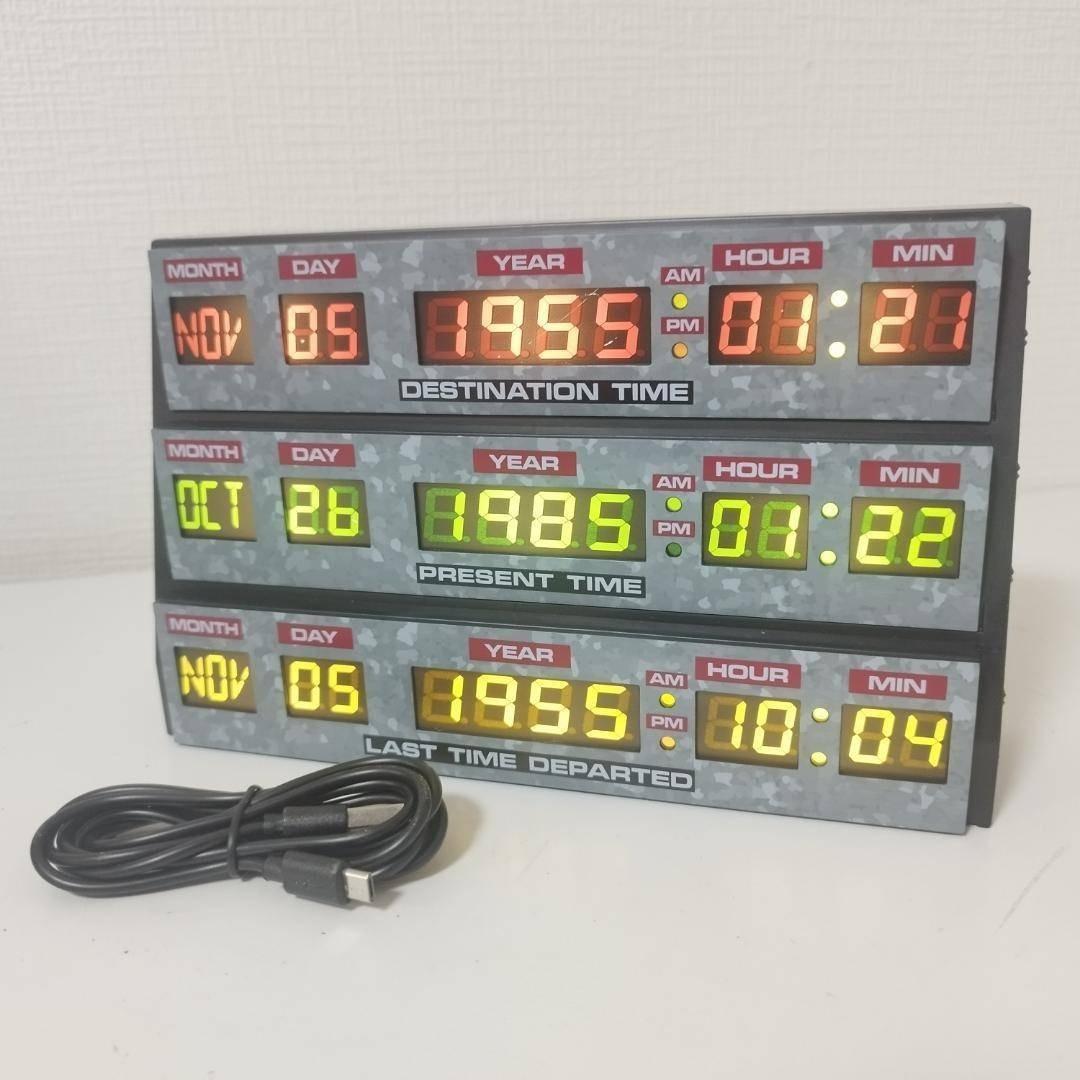 MONTH DAY YEAR AM PM HOUR MIN
NOV 05 1955 01:21
DESTINATION TIME
MONTH DAY YEAR AM PM HOUR MIN
OCT 26 1985 01:22
PRESENT TIME
MONTH DAY YEAR AM PM HOUR MIN
NOV 05 1955 10:04
LAST TIME DEPARTED